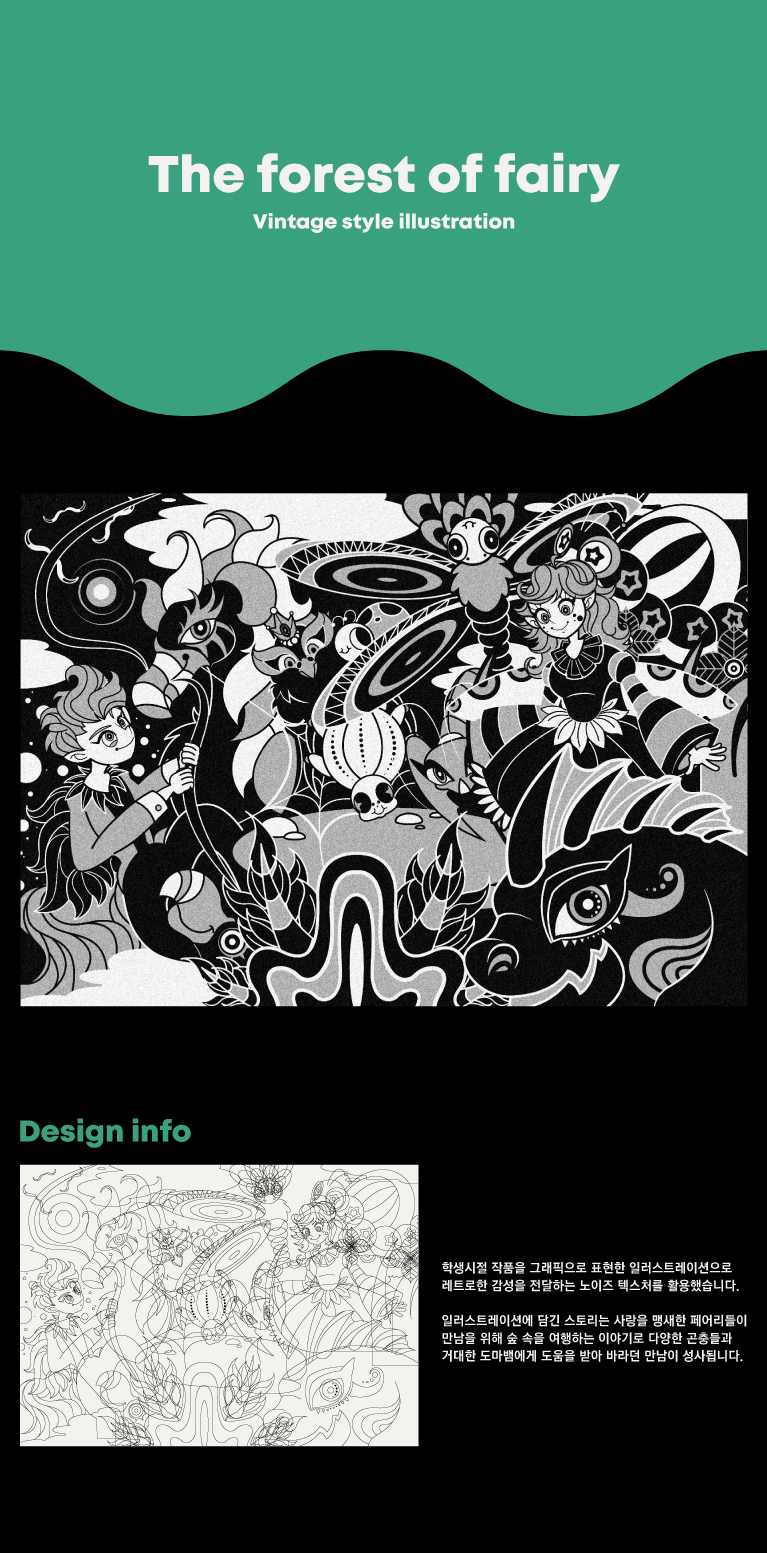 The forest of fairy
Vintage style illustration
Design info
학생시절 작품을 그래픽으로 표현한 일러스트레이션으로
레트로한 감성을 전달하는 노이즈 텍스처를 활용했습니다.
일러스트레이션에 담긴 스토리는 사랑을 맹새한 페어리들이
만남을 위해 숲 속을 여행하는 이야기로 다양한 곤충들과
거대한 도마뱀에게 도움을 받아 바라던 만남이 성사됩니다.